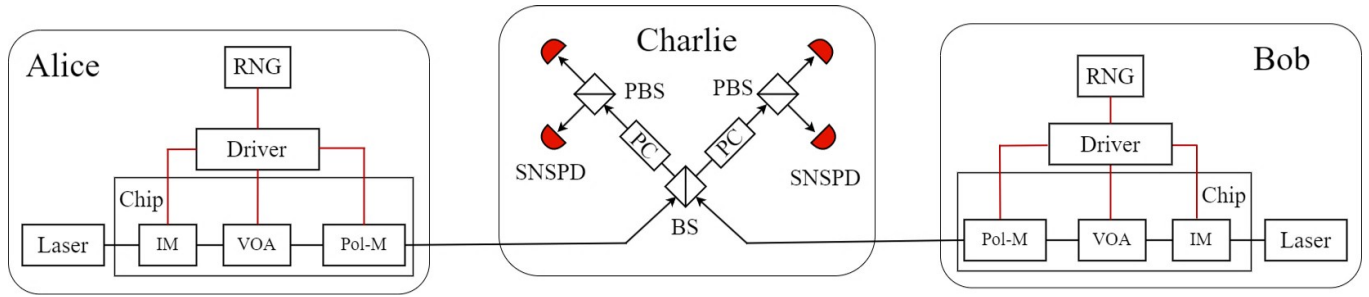 Alice
RNG
Driver
Chip
Laser
IM
VOA
Pol-M
Charlie
PBS
PBS
PC
PC
SNSPD
SNSPD
BS
Bob
RNG
Driver
Chip
Pol-M
VOA
IM
Laser